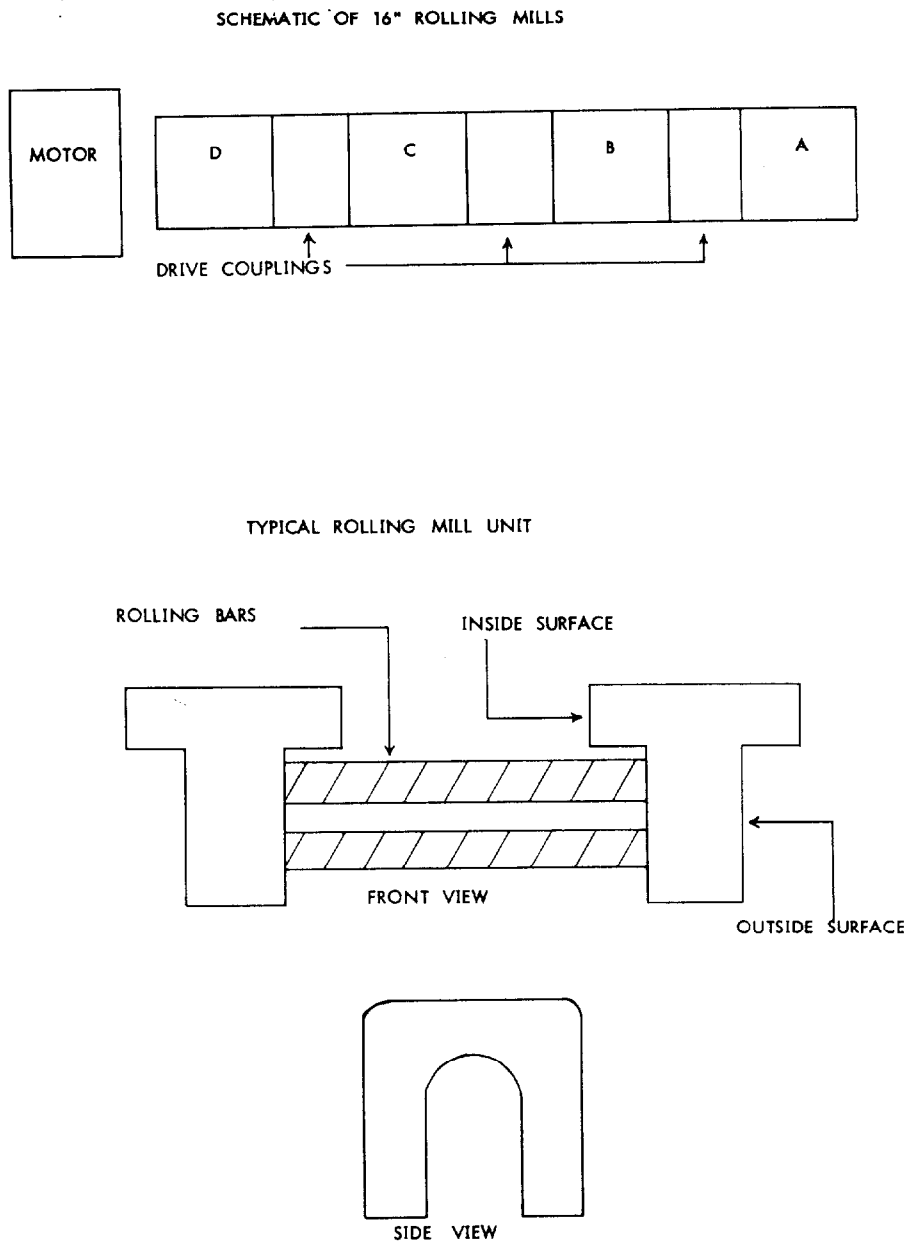 SCHEMATIC OF 16" ROLLING MILLS
MOTOR
D
C
B
A
DRIVE COUPLINGS
TYPICAL ROLLING MILL UNIT
ROLLING BARS
INSIDE SURFACE
FRONT VIEW
OUTSIDE SURFACE
SIDE VIEW